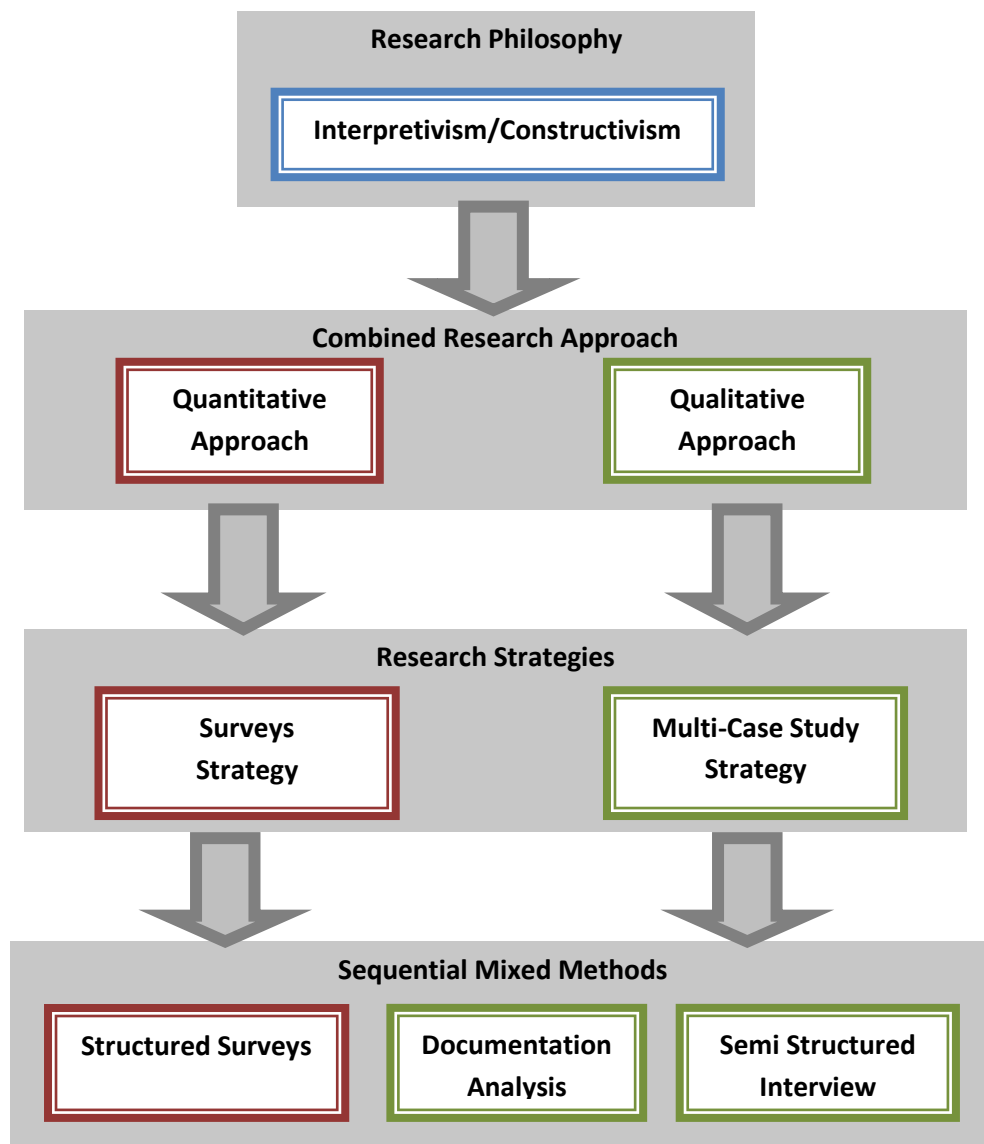 Research Philosophy
Interpretivism/Constructivism
Combined Research Approach
Quantitative
Approach
Qualitative
Approach
Research Strategies
Surveys
Strategy
Multi-Case Study
Strategy
Sequential Mixed Methods
Structured Surveys
Documentation
Analysis
Semi Structured
Interview